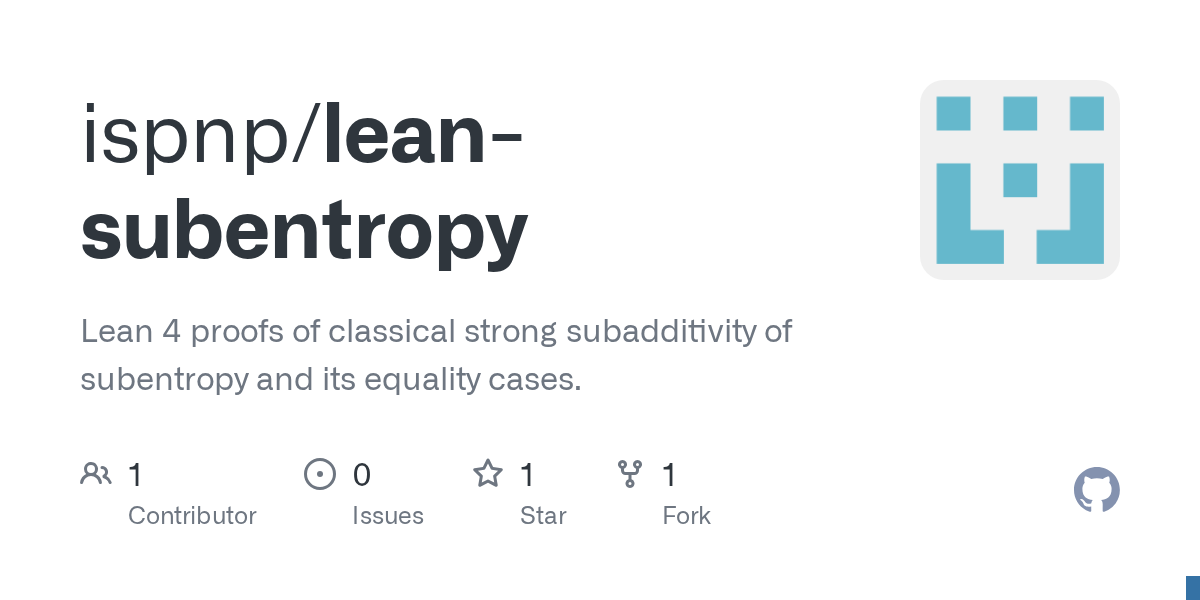 ispnp/lean-
subentropy
Lean 4 proofs of classical strong subadditivity of
subentropy and its equality cases.
1 0 1 1
Contributor Issues Star Fork